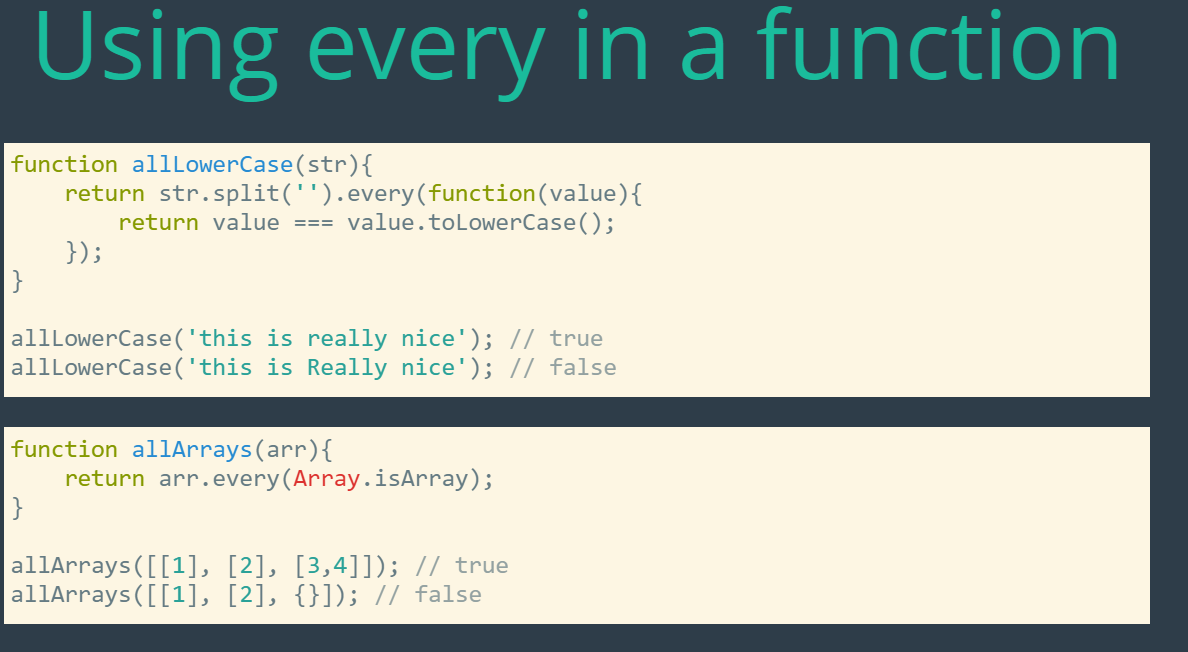 Using every in a function
function allLowerCase(str){
    return str.split('').every(function(value){
        return value === value.toLowerCase();
    });
}
allLowerCase('this is really nice'); // true
allLowerCase('this is Really nice'); // false
function allArrays(arr){
    return arr.every(Array.isArray);
}
allArrays([[1], [2], [3,4]]); // true
allArrays([[1], [2], {}]); // false